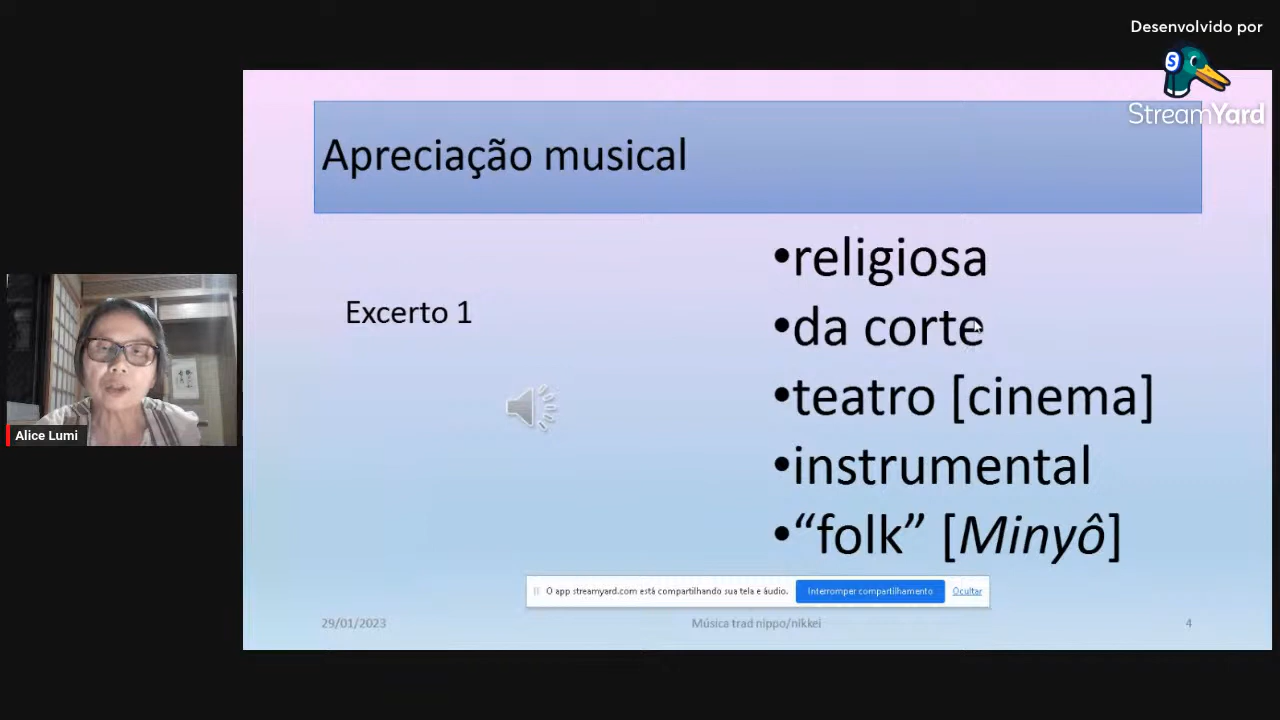 Desenvolvido por
StreamYard
Apreciação musical
Excerto 1
•religiosa
•da corte
•teatro [cinema]
•instrumental
•“folk” [Minyô]
Alice Lumi
O app streamyard.com está compartilhando sua tela e áudio. Interromper compartilhamento Ocultar
29/01/2023 Música trad nippo/nikkei 4